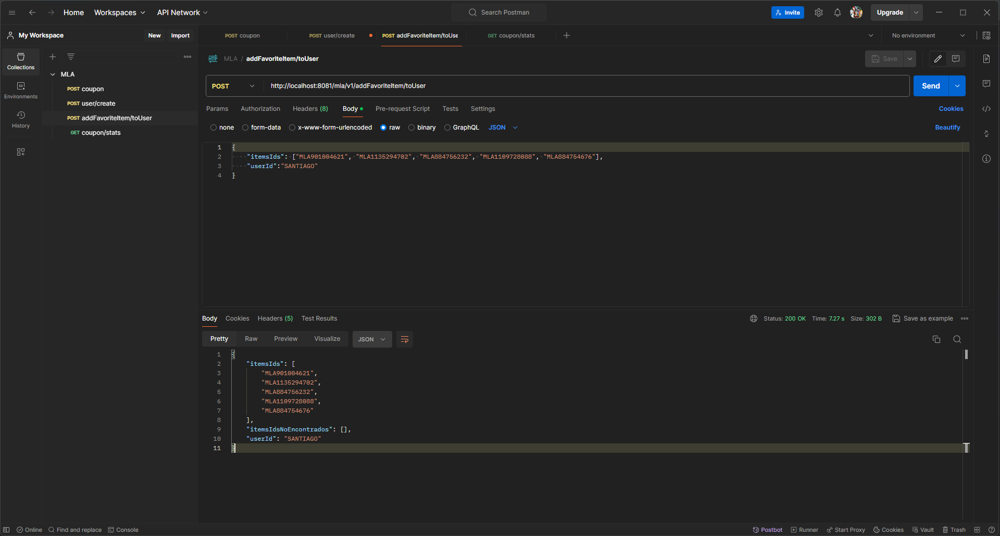 Home Workspaces API Network Search Postman Invite Upgrade
My Workspace New Import POST coupon POST user/create POST addFavoriteItem/toUse GET coupon/stats No environment
Collections
Environments
History
MLA
POST coupon
POST user/create
POST addFavoriteItem/toUser
GET coupon/stats
HTTP MLA / addFavoriteItem/toUser Save
POST http://localhost:8081/mla/v1/addFavoriteItem/toUser Send
Params Authorization Headers (8) Body Pre-request Script Tests Settings Cookies
none form-data x-www-form-urlencoded raw binary GraphQL JSON Beautify
1 {
2 "itemsIds": ["MLA901004621", "MLA1135294702", "MLA884756232", "MLA1109728088", "MLA884754676"],
3 "userId":"SANTIAGO"
4 }
Body Cookies Headers (5) Test Results Status: 200 OK Time: 7.27 s Size: 302 B Save as example
Pretty Raw Preview Visualize JSON
1 {
2 "itemsIds": [
3 "MLA901004621",
4 "MLA1135294702",
5 "MLA884756232",
6 "MLA1109728088",
7 "MLA884754676"
8 ],
9 "itemsIdsNoEncontrados": [],
10 "userId": "SANTIAGO"
11 }
Online Find and replace Console Postbot Runner Start Proxy Cookies Vault Trash